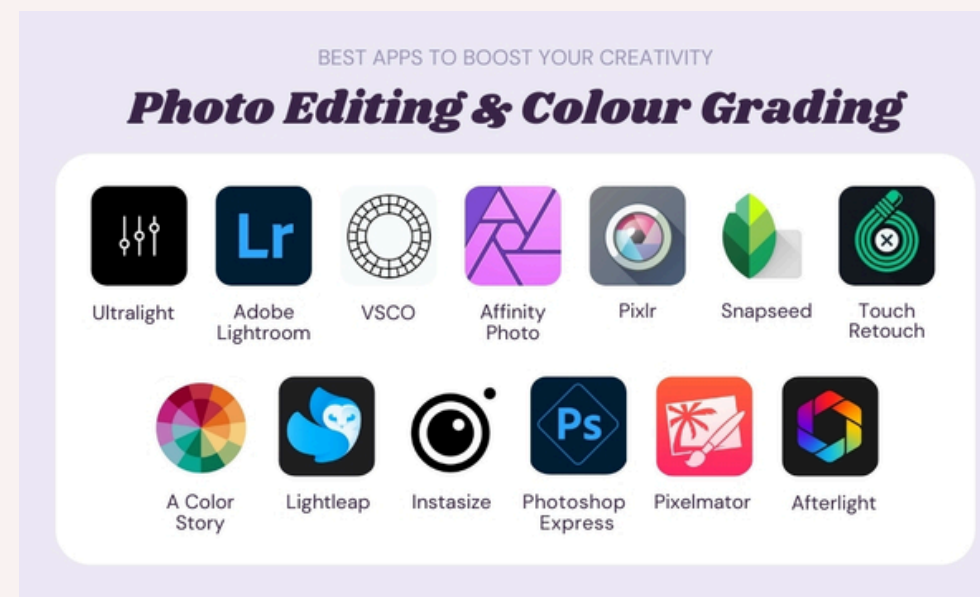 BEST APPS TO BOOST YOUR CREATIVITY
Photo Editing & Colour Grading
Lr
Ultralight
Adobe
Lightroom
VSCO
Affinity
Photo
Pixlr
Snapseed
Touch
Retouch
Ps
A Color
Story
Lightleap
Instasize
Photoshop
Express
Pixelmator
Afterlight